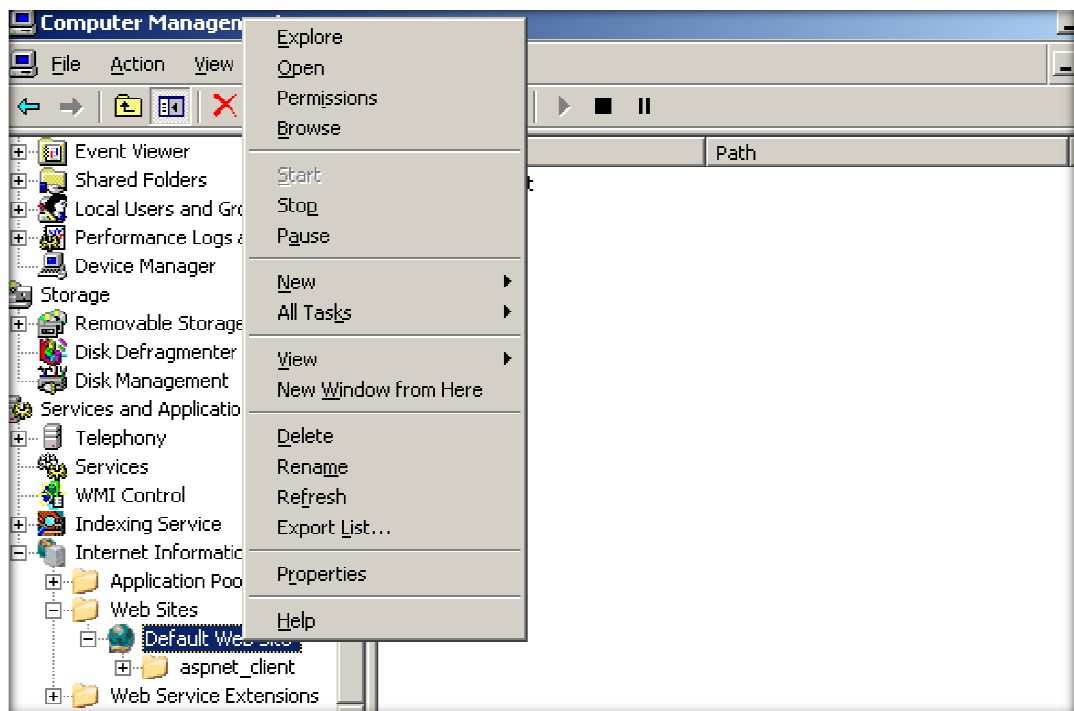 Computer Managem
File Action View
Explore
Open
Permissions
Browse
Start
Stop
Pause
New
All Tasks
View
New Window from Here
Delete
Rename
Refresh
Export List...
Properties
Help
Path
Event Viewer
Shared Folders
Local Users and Gro
Performance Logs a
Device Manager
Storage
Removable Storage
Disk Defragmenter
Disk Management
Services and Applicatio
Telephony
Services
WMI Control
Indexing Service
Internet Informatic
Application Poo
Web Sites
Default Web Site
aspnet_client
Web Service Extensions